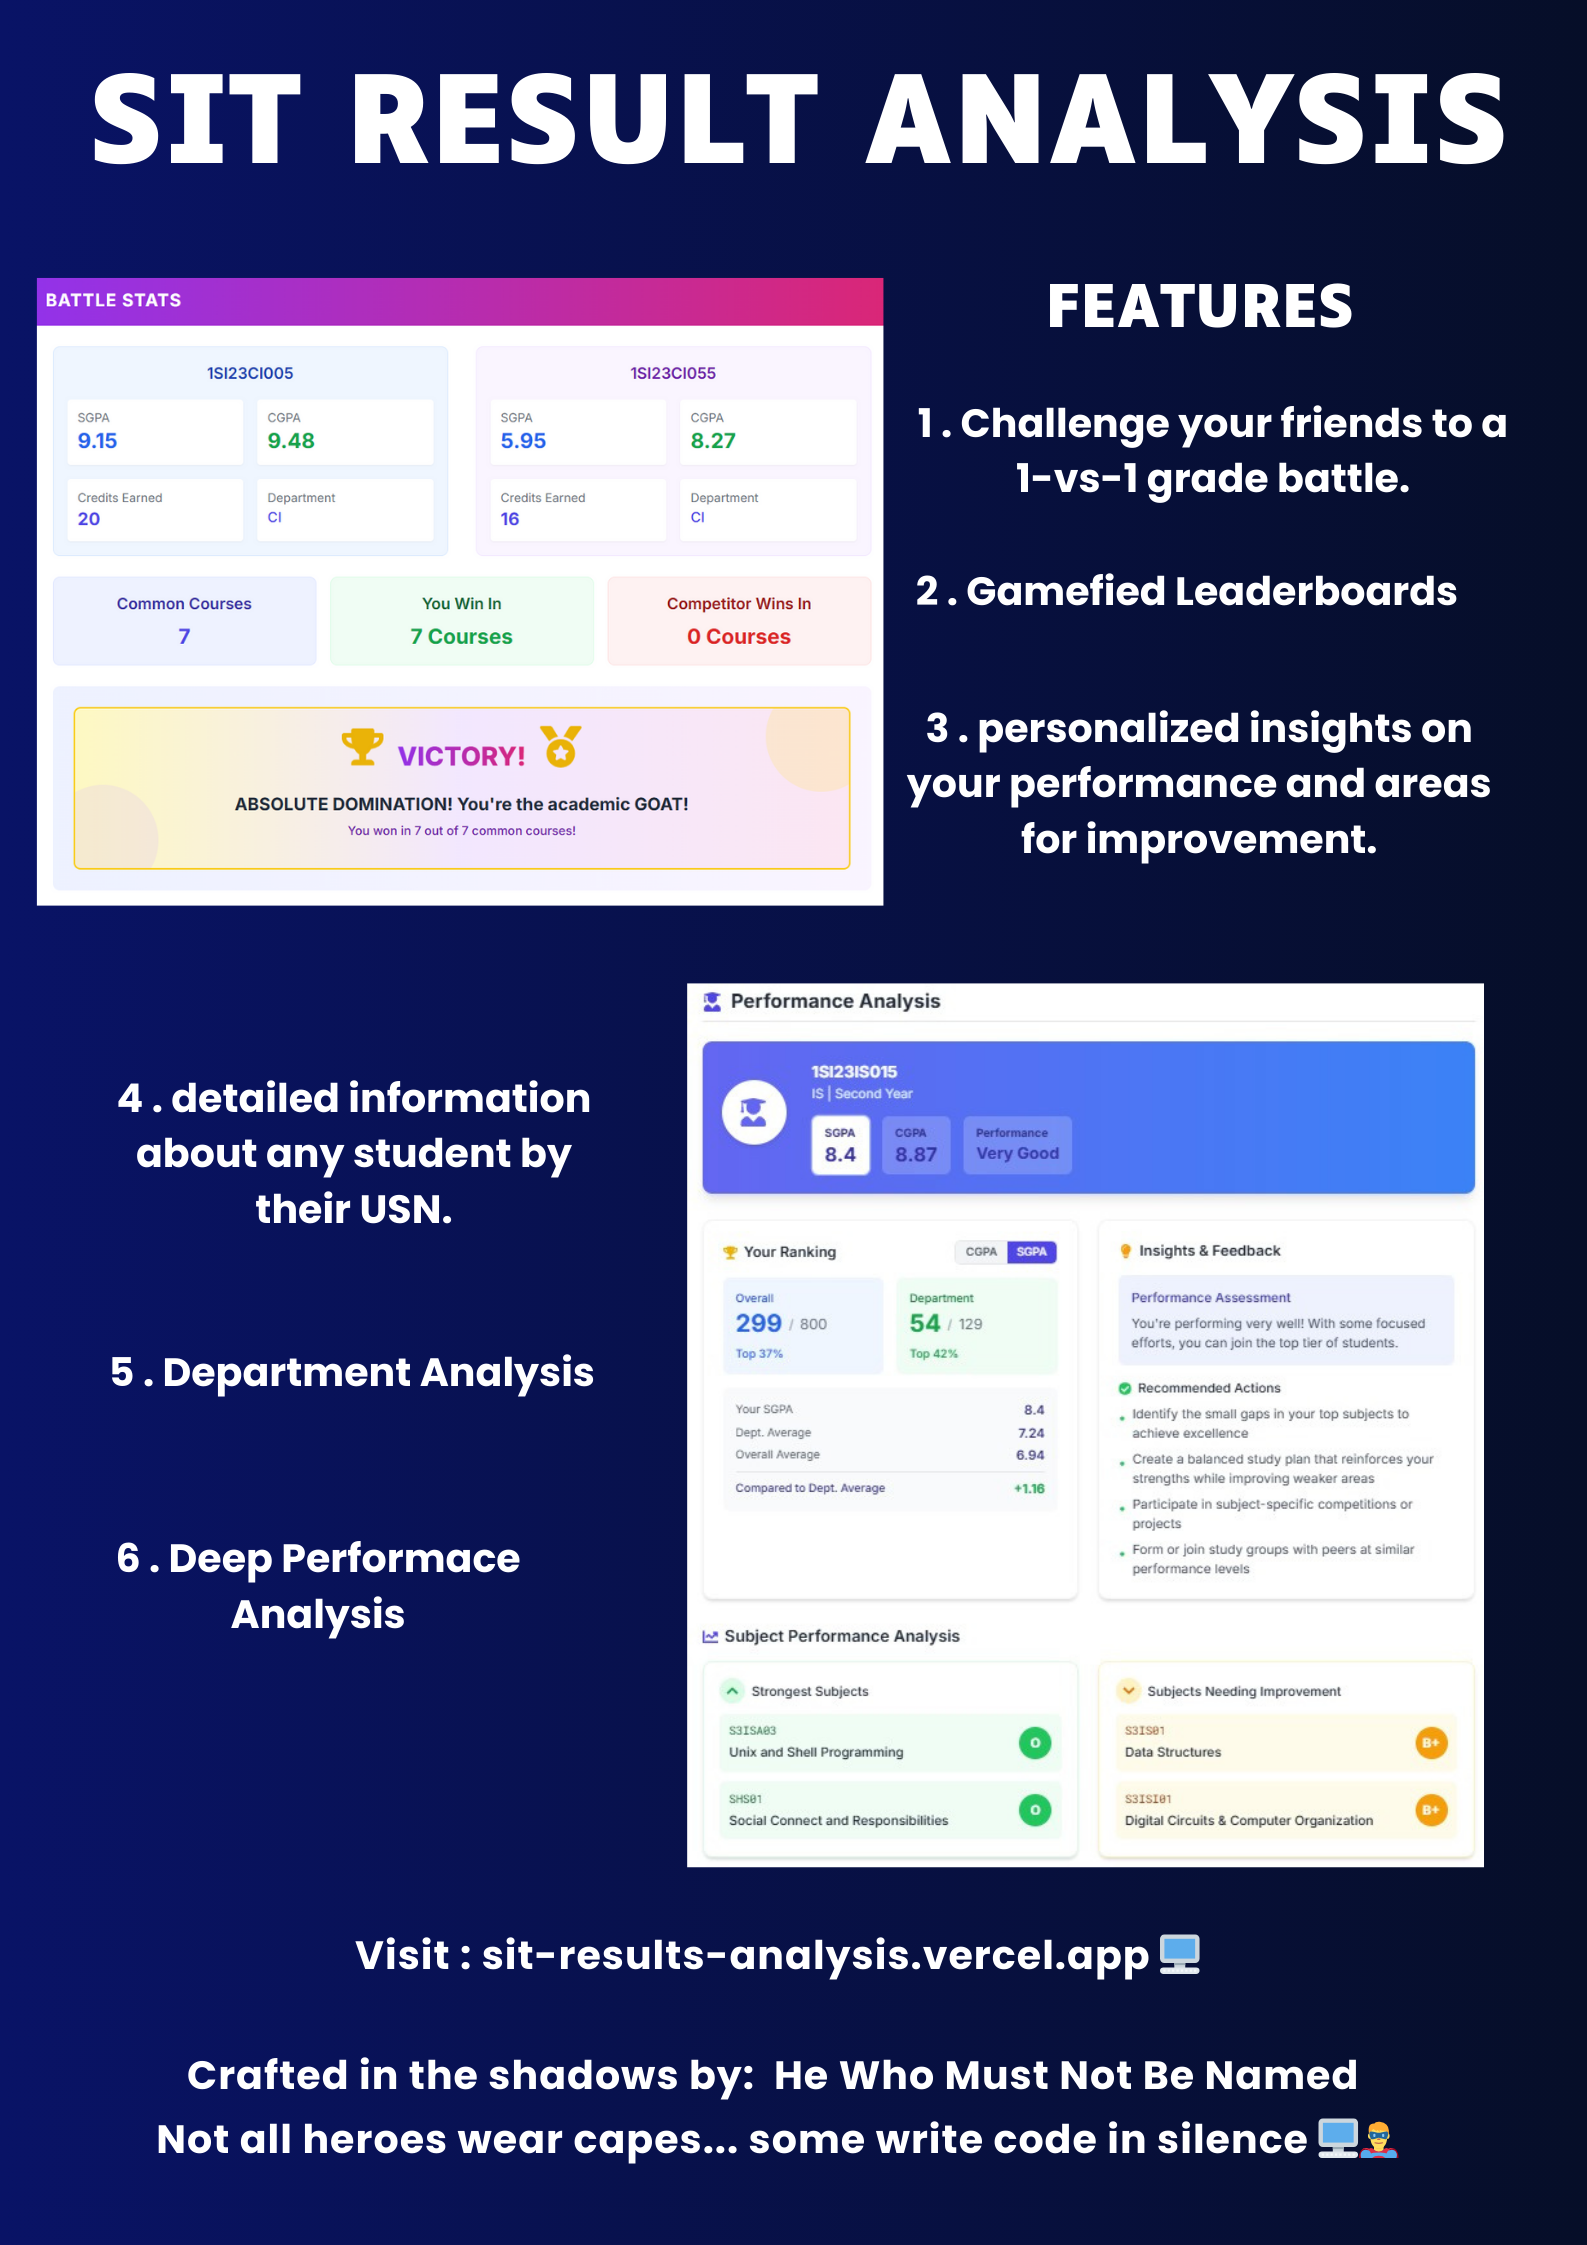 SIT RESULT ANALYSIS
BATTLE STATS
1SI23CI005
SGPA
9.15
CGPA
9.48
Credits Earned
20
Department
CI
1SI23CI055
SGPA
5.95
CGPA
8.27
Credits Earned
16
Department
CI
Common Courses
7
You Win In
7 Courses
Competitor Wins In
0 Courses
VICTORY!
ABSOLUTE DOMINATION! You're the academic GOAT!
You won in 7 out of 7 common courses!
FEATURES
1 . Challenge your friends to a
1-vs-1 grade battle.
2 . Gamefied Leaderboards
3 . personalized insights on
your performance and areas
for improvement.
4 . detailed information
about any student by
their USN.
5 . Department Analysis
6 . Deep Performace
Analysis
Performance Analysis
1SI23IS015
IS | Second Year
SGPA
8.4
CGPA
8.87
Performance
Very Good
Your Ranking
CGPA SGPA
Overall
299 / 800
Top 37%
Department
54 / 129
Top 42%
Your SGPA 8.4
Dept. Average 7.24
Overall Average 6.94
Compared to Dept. Average +1.16
Insights & Feedback
Performance Assessment
You're performing very well! With some focused
efforts, you can join the top tier of students.
Recommended Actions
• Identify the small gaps in your top subjects to
achieve excellence
• Create a balanced study plan that reinforces your
strengths while improving weaker areas
• Participate in subject-specific competitions or
projects
• Form or join study groups with peers at similar
performance levels
Subject Performance Analysis
Strongest Subjects
S3ISA03
Unix and Shell Programming
O
SHS01
Social Connect and Responsibilities
O
Subjects Needing Improvement
S3IS01
Data Structures
B+
S3ISI01
Digital Circuits & Computer Organization
B+
Visit : sit-results-analysis.vercel.app
Crafted in the shadows by: He Who Must Not Be Named
Not all heroes wear capes... some write code in silence